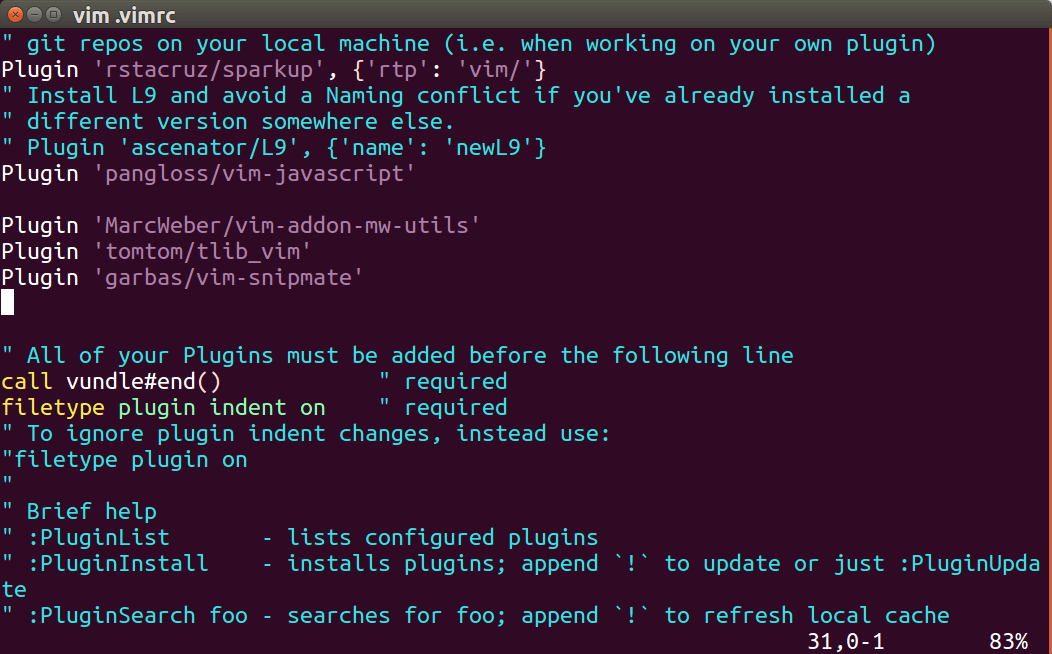 vim .vimrc
" git repos on your local machine (i.e. when working on your own plugin)
Plugin 'rstacruz/sparkup', {'rtp': 'vim/'}
" Install L9 and avoid a Naming conflict if you've already installed a
" different version somewhere else.
" Plugin 'ascenator/L9', {'name': 'newL9'}
Plugin 'pangloss/vim-javascript'
Plugin 'MarcWeber/vim-addon-mw-utils'
Plugin 'tomtom/tlib_vim'
Plugin 'garbas/vim-snipmate'
" All of your Plugins must be added before the following line
call vundle#end()            " required
filetype plugin indent on    " required
" To ignore plugin indent changes, instead use:
"filetype plugin on
"
" Brief help
" :PluginList       - lists configured plugins
" :PluginInstall    - installs plugins; append `!` to update or just :PluginUpda
te
" :PluginSearch foo - searches for foo; append `!` to refresh local cache
31,0-1          83%